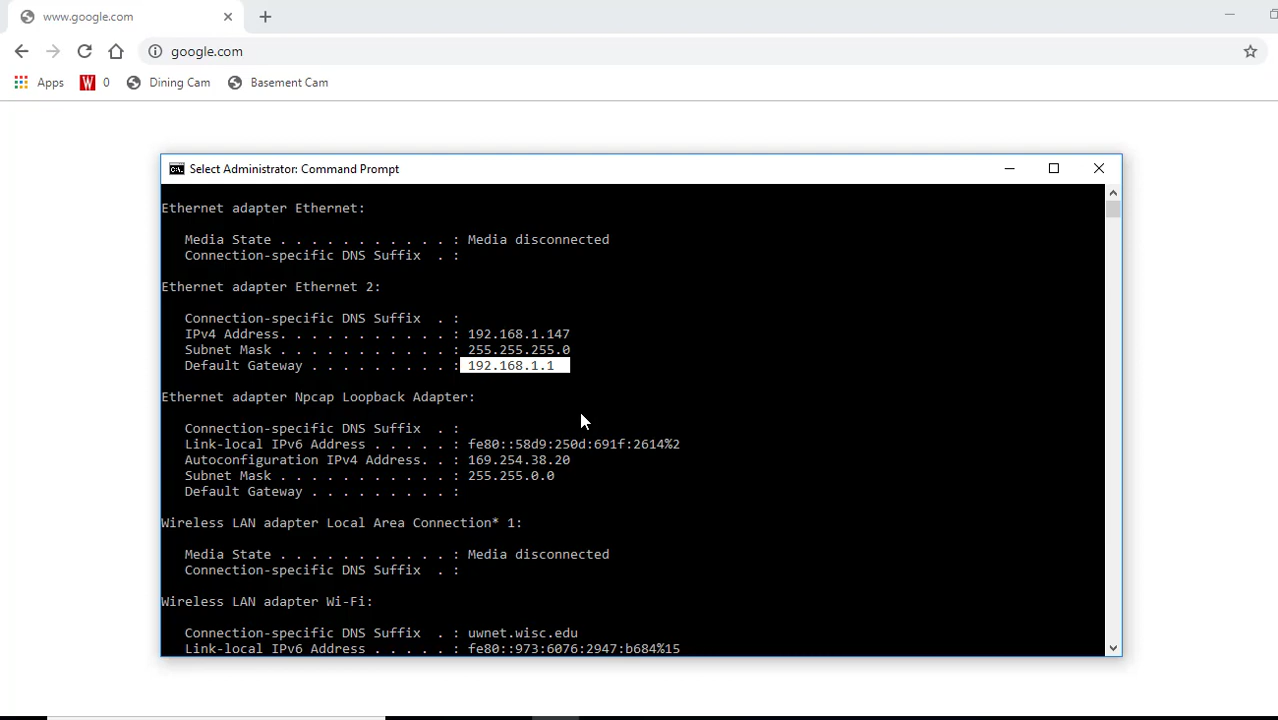 www.google.com
google.com
Apps
W 0
Dining Cam
Basement Cam
C:\. Select Administrator: Command Prompt
Ethernet adapter Ethernet:
Media State . . . . . . . . . . . : Media disconnected
Connection-specific DNS Suffix . :
Ethernet adapter Ethernet 2:
Connection-specific DNS Suffix . :
IPv4 Address. . . . . . . . . . . : 192.168.1.147
Subnet Mask . . . . . . . . . . . : 255.255.255.0
Default Gateway . . . . . . . . . : 192.168.1.1
Ethernet adapter Npcap Loopback Adapter:
Connection-specific DNS Suffix . :
Link-local IPv6 Address . . . . . : fe80::58d9:250d:691f:2614%2
Autoconfiguration IPv4 Address. . : 169.254.38.20
Subnet Mask . . . . . . . . . . . : 255.255.0.0
Default Gateway . . . . . . . . . :
Wireless LAN adapter Local Area Connection* 1:
Media State . . . . . . . . . . . : Media disconnected
Connection-specific DNS Suffix . :
Wireless LAN adapter Wi-Fi:
Connection-specific DNS Suffix . : uwnet.wisc.edu
Link-local IPv6 Address . . . . . : fe80::973:6076:2947:b684%15